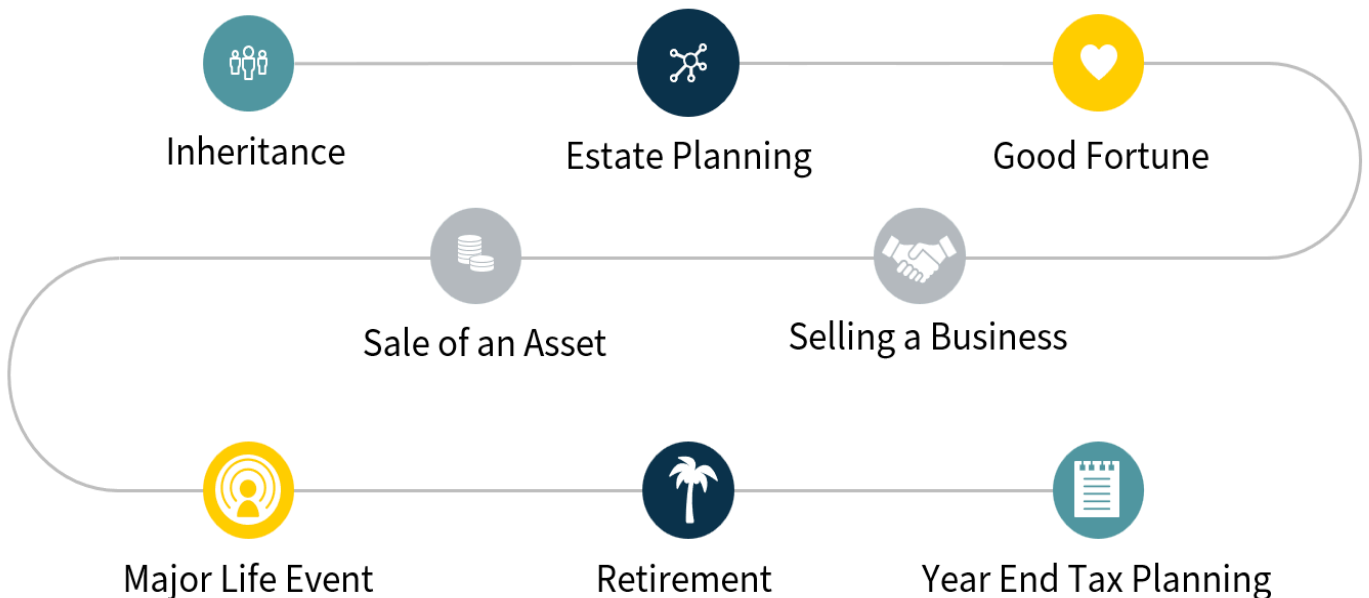 Inheritance
Estate Planning
Good Fortune
Sale of an Asset
Selling a Business
Major Life Event
Retirement
Year End Tax Planning